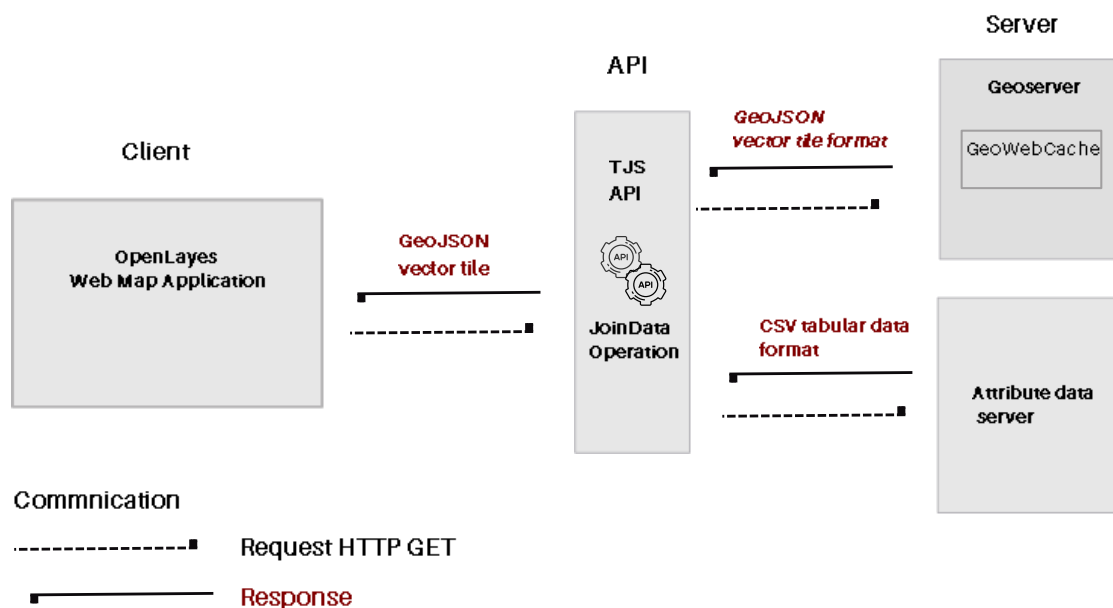 Server
API
Geoserver
GeoJSON
vector tile format
GeoWebCache
Client
TJS
API
OpenLayes
Web Map Application
GeoJSON
vector tile
API
API
JoinData
Operation
CSV tabular data
format
Attribute data
server
Commnication
Request HTTP GET
Response